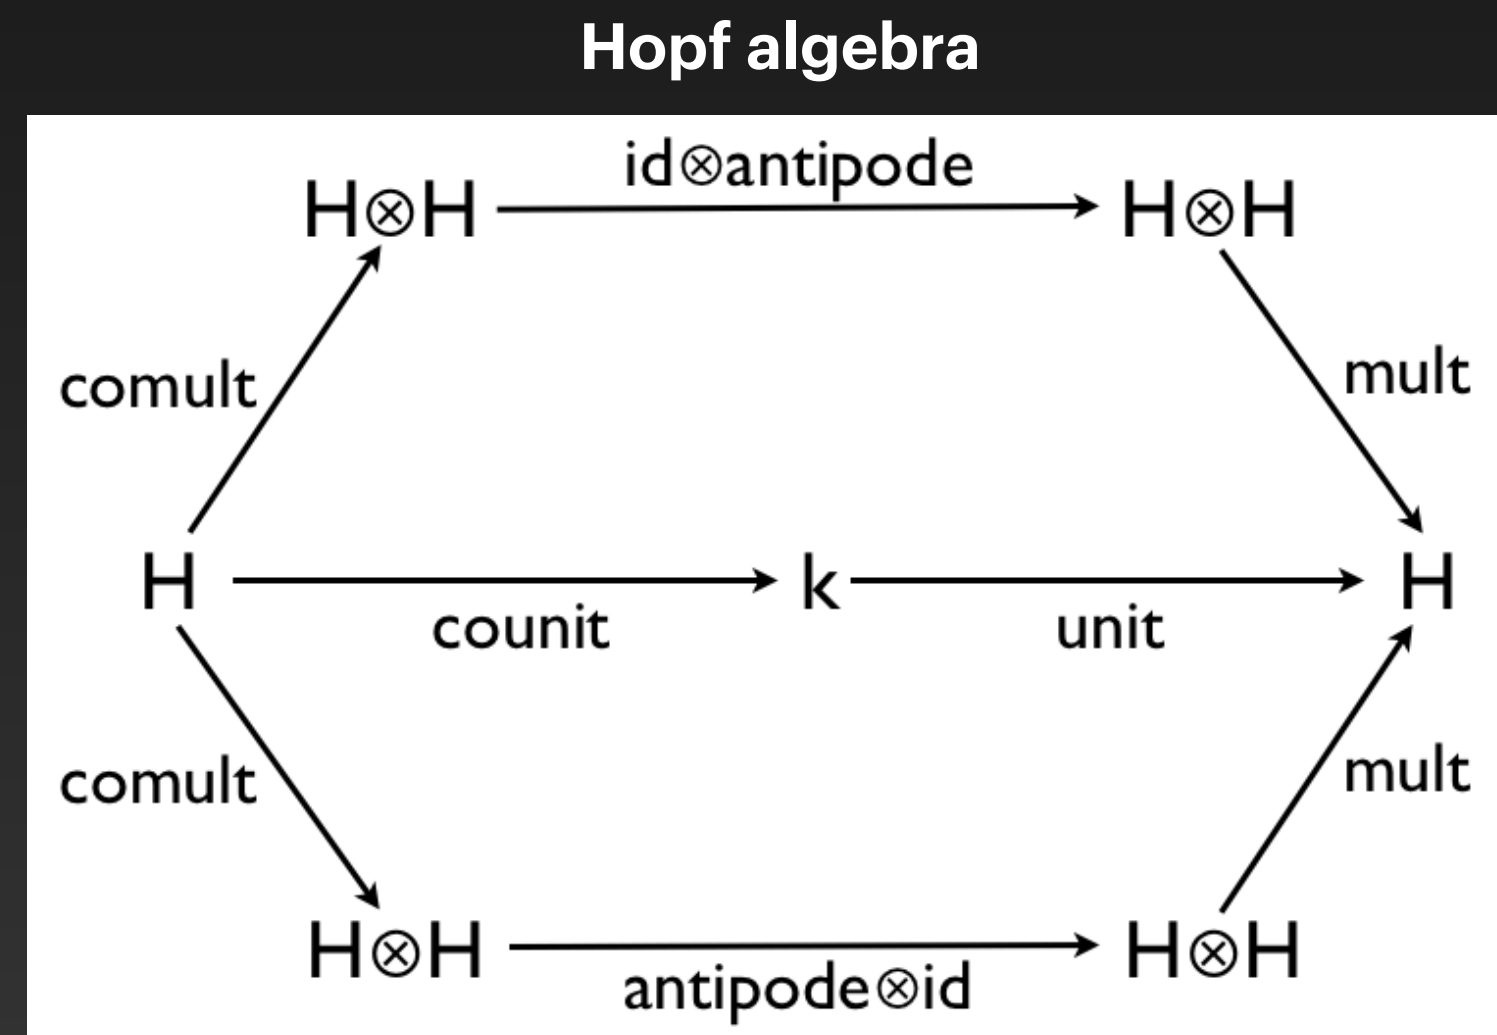 Hopf algebra
id⊗antipode
H⊗H H⊗H
comult mult
H k H
counit unit
comult mult
H⊗H H⊗H
antipode⊗id